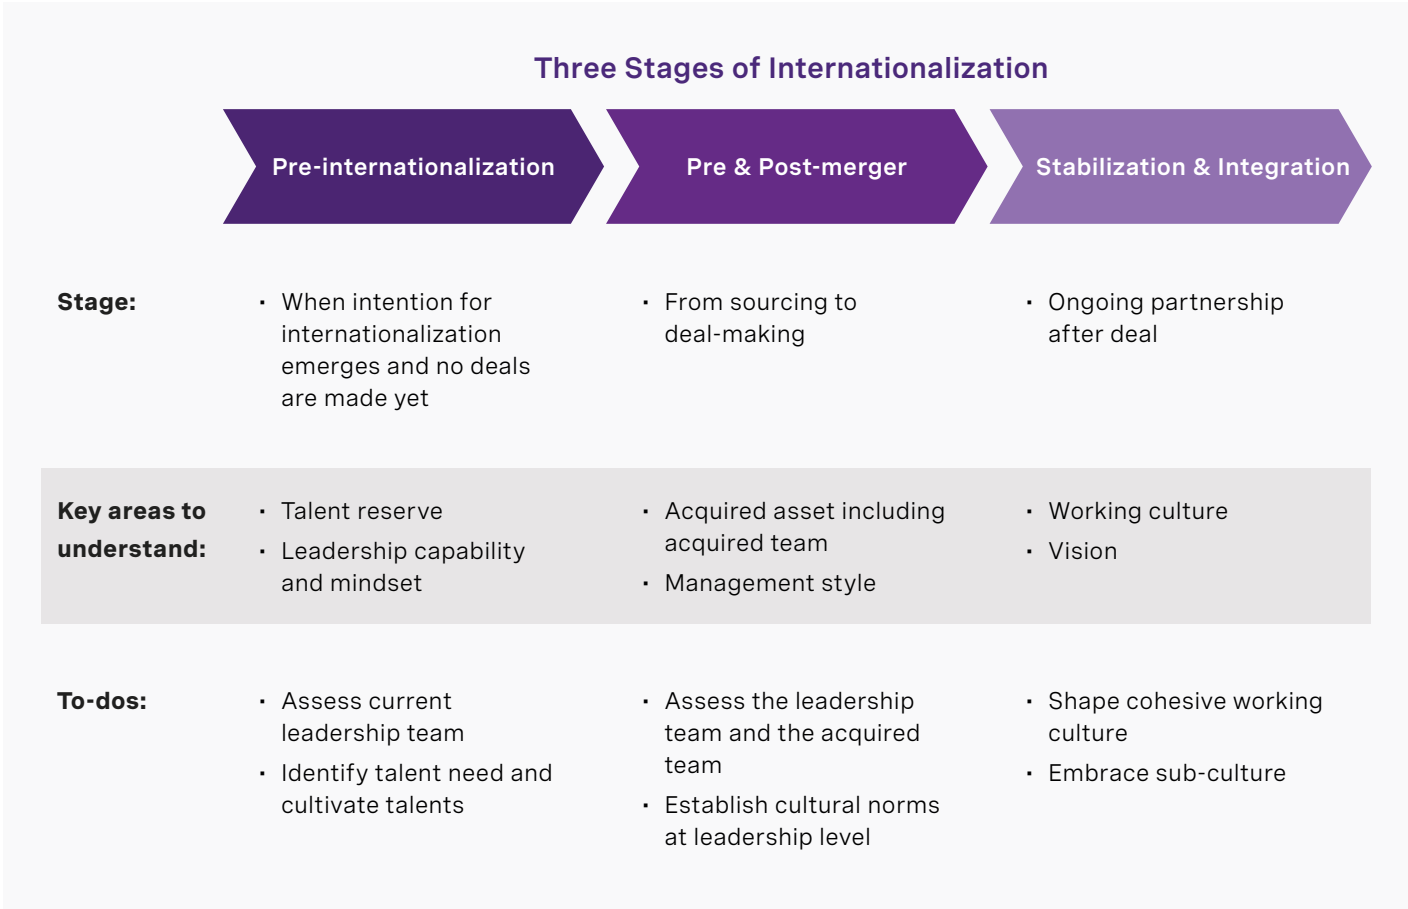 Three Stages of Internationalization
Pre-internationalization
Pre & Post-merger
Stabilization & Integration
Stage:
▪ When intention for
internationalization
emerges and no deals
are made yet
▪ From sourcing to
deal-making
▪ Ongoing partnership
after deal
Key areas to
understand:
▪ Talent reserve
▪ Leadership capability
and mindset
▪ Acquired asset including
acquired team
▪ Management style
▪ Working culture
▪ Vision
To-dos:
▪ Assess current
leadership team
▪ Identify talent need and
cultivate talents
▪ Assess the leadership
team and the acquired
team
▪ Establish cultural norms
at leadership level
▪ Shape cohesive working
culture
▪ Embrace sub-culture